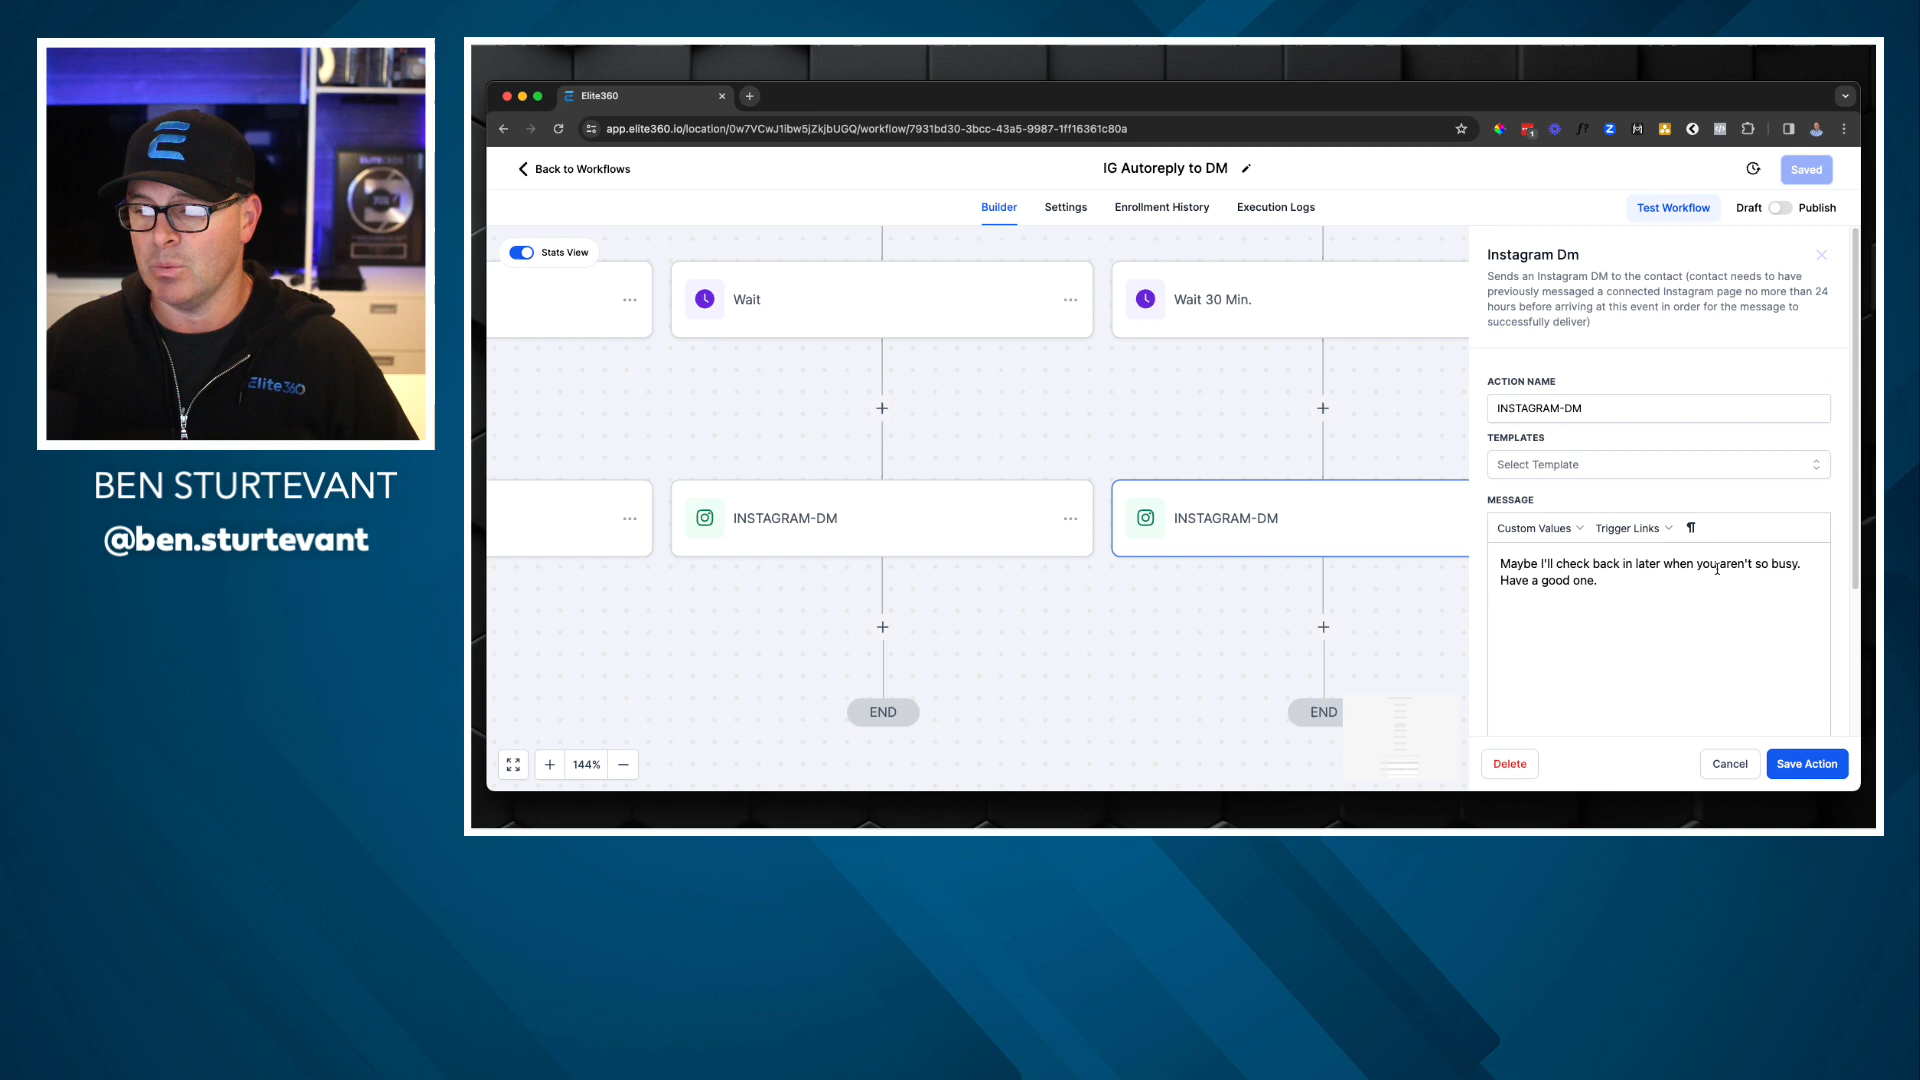 Elite360
BEN STURTEVANT
@ben.sturtevant
Elite360
app.elite360.io/location/0w7VCwJ1ibw5jZkjbUGQ/workflow/7931bd30-3bcc-43a5-9987-1ff16361c80a
Back to Workflows
IG Autoreply to DM
Saved
Builder
Settings
Enrollment History
Execution Logs
Test Workflow
Draft
Publish
Stats View
Wait
Wait 30 Min.
INSTAGRAM-DM
INSTAGRAM-DM
END
END
144%
Instagram Dm
Sends an Instagram DM to the contact (contact needs to have
previously messaged a connected Instagram page no more than 24
hours before arriving at this event in order for the message to
successfully deliver)
ACTION NAME
INSTAGRAM-DM
TEMPLATES
Select Template
MESSAGE
Custom Values
Trigger Links
Maybe I'll check back in later when you aren't so busy.
Have a good one.
Delete
Cancel
Save Action